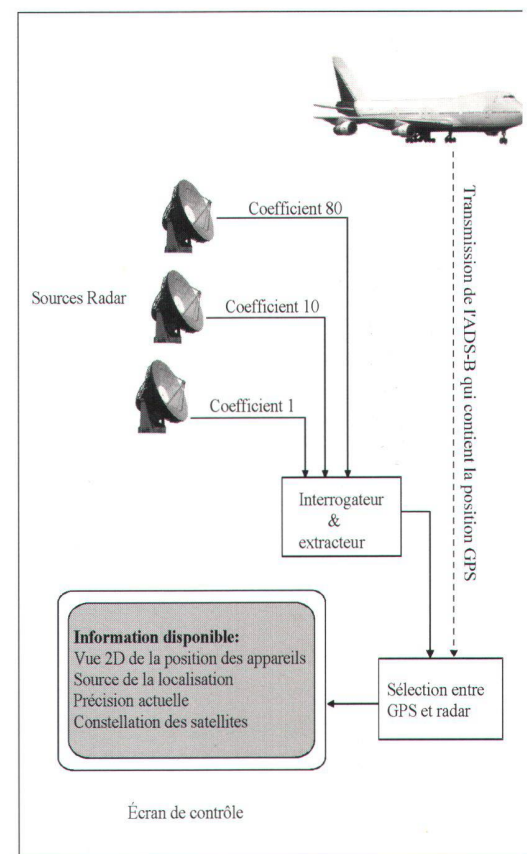 Coefficient 80
Sources Radar
Coefficient 10
Coefficient 1
Transmission de l'ADS-B qui contient la position GPS
Interrogateur
&
extracteur
Information disponible:
Vue 2D de la position des appareils
Source de la localisation
Précision actuelle
Constellation des satellites
Sélection entre
GPS et radar
Écran de contrôle